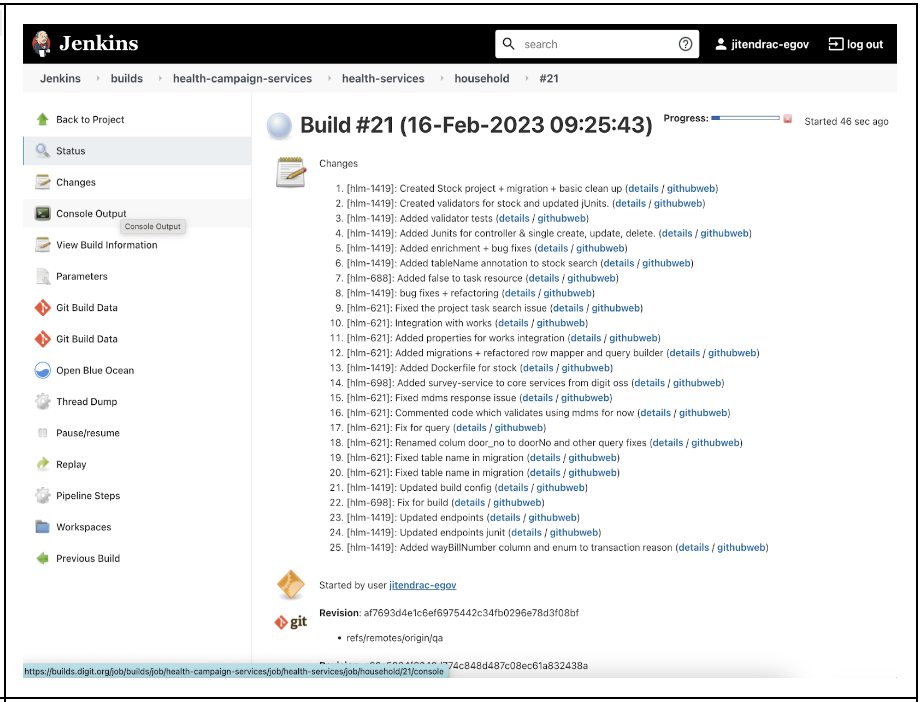 Jenkins
search
jitendrac-egov
log out
Jenkins builds health-campaign-services health-services household #21
Back to Project
Status
Changes
Console Output
Console Output
View Build Information
Parameters
Git Build Data
Git Build Data
Open Blue Ocean
Thread Dump
Pause/resume
Replay
Pipeline Steps
Workspaces
Previous Build
Build #21 (16-Feb-2023 09:25:43)
Progress:
Started 46 sec ago
Changes
1. [hlm-1419]: Created Stock project + migration + basic clean up (details / githubweb)
2. [hlm-1419]: Created validators for stock and updated jUnits. (details / githubweb)
3. [hlm-1419]: Added validator tests (details / githubweb)
4. [hlm-1419]: Added Junits for controller & single create, update, delete. (details / githubweb)
5. [hlm-1419]: Added enrichment + bug fixes (details / githubweb)
6. [hlm-1419]: Added tableName annotation to stock search (details / githubweb)
7. [hlm-688]: Added false to task resource (details / githubweb)
8. [hlm-1419]: bug fixes + refactoring (details / githubweb)
9. [hlm-621]: Fixed the project task search issue (details / githubweb)
10. [hlm-621]: Integration with works (details / githubweb)
11. [hlm-621]: Added properties for works integration (details / githubweb)
12. [hlm-621]: Added migrations + refactored row mapper and query builder (details / githubweb)
13. [hlm-1419]: Added Dockerfile for stock (details / githubweb)
14. [hlm-698]: Added survey-service to core services from digit oss (details / githubweb)
15. [hlm-621]: Fixed mdms response issue (details / githubweb)
16. [hlm-621]: Commented code which validates using mdms for now (details / githubweb)
17. [hlm-621]: Fix for query (details / githubweb)
18. [hlm-621]: Renamed colum door_no to doorNo and other query fixes (details / githubweb)
19. [hlm-621]: Fixed table name in migration (details / githubweb)
20. [hlm-621]: Fixed table name in migration (details / githubweb)
21. [hlm-1419]: Updated build config (details / githubweb)
22. [hlm-698]: Fix for build (details / githubweb)
23. [hlm-1419]: Updated endpoints (details / githubweb)
24. [hlm-1419]: Updated endpoints junit (details / githubweb)
25. [hlm-1419]: Added wayBillNumber column and enum to transaction reason (details / githubweb)
Started by user jitendrac-egov
git
Revision: af7693d4e1c6ef6975442c34fb0296e78d3f08bf
• refs/remotes/origin/qa
https://builds.digit.org/job/builds/job/health-campaign-services/job/health-services/job/household/21/console